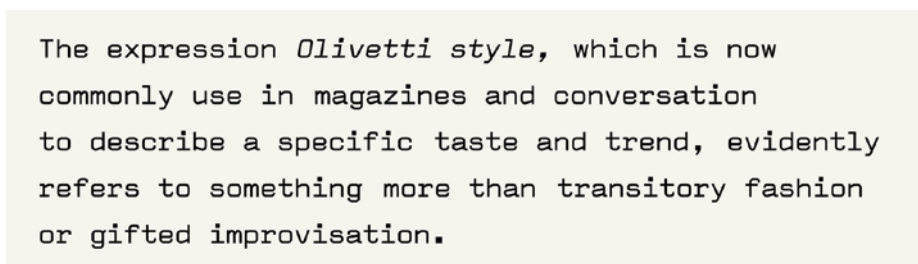 The expression Olivetti style, which is now
commonly use in magazines and conversation
to describe a specific taste and trend, evidently
refers to something more than transitory fashion
or gifted improvisation.